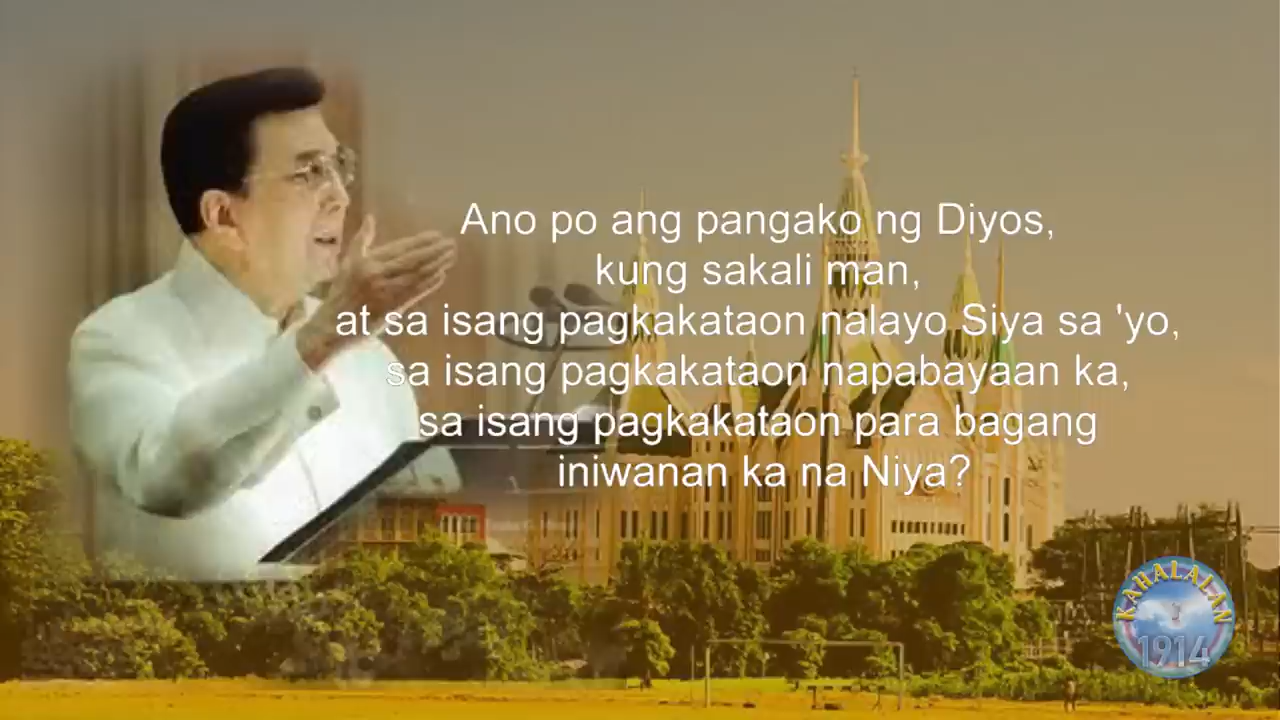 Ano po ang pangako ng Diyos,
kung sakali man,
at sa isang pagkakataon nalayo Siya sa 'yo,
sa isang pagkakataon napabayaan ka,
sa isang pagkakataon para bagang
iniwanan ka na Niya?
KAHALALAN
1914